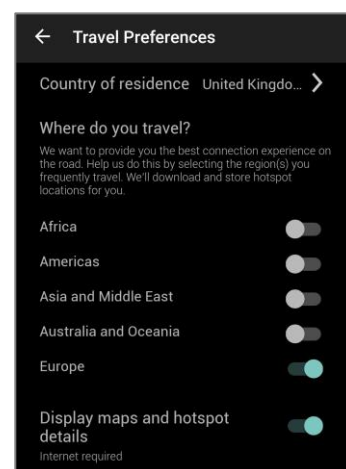 Travel Preferences
Country of residence United Kingdo...
Where do you travel?
We want to provide you the best connection experience on
the road. Help us do this by selecting the region(s) you
frequently travel. We'll download and store hotspot
locations for you.
Africa
Americas
Asia and Middle East
Australia and Oceania
Europe
Display maps and hotspot
details
Internet required